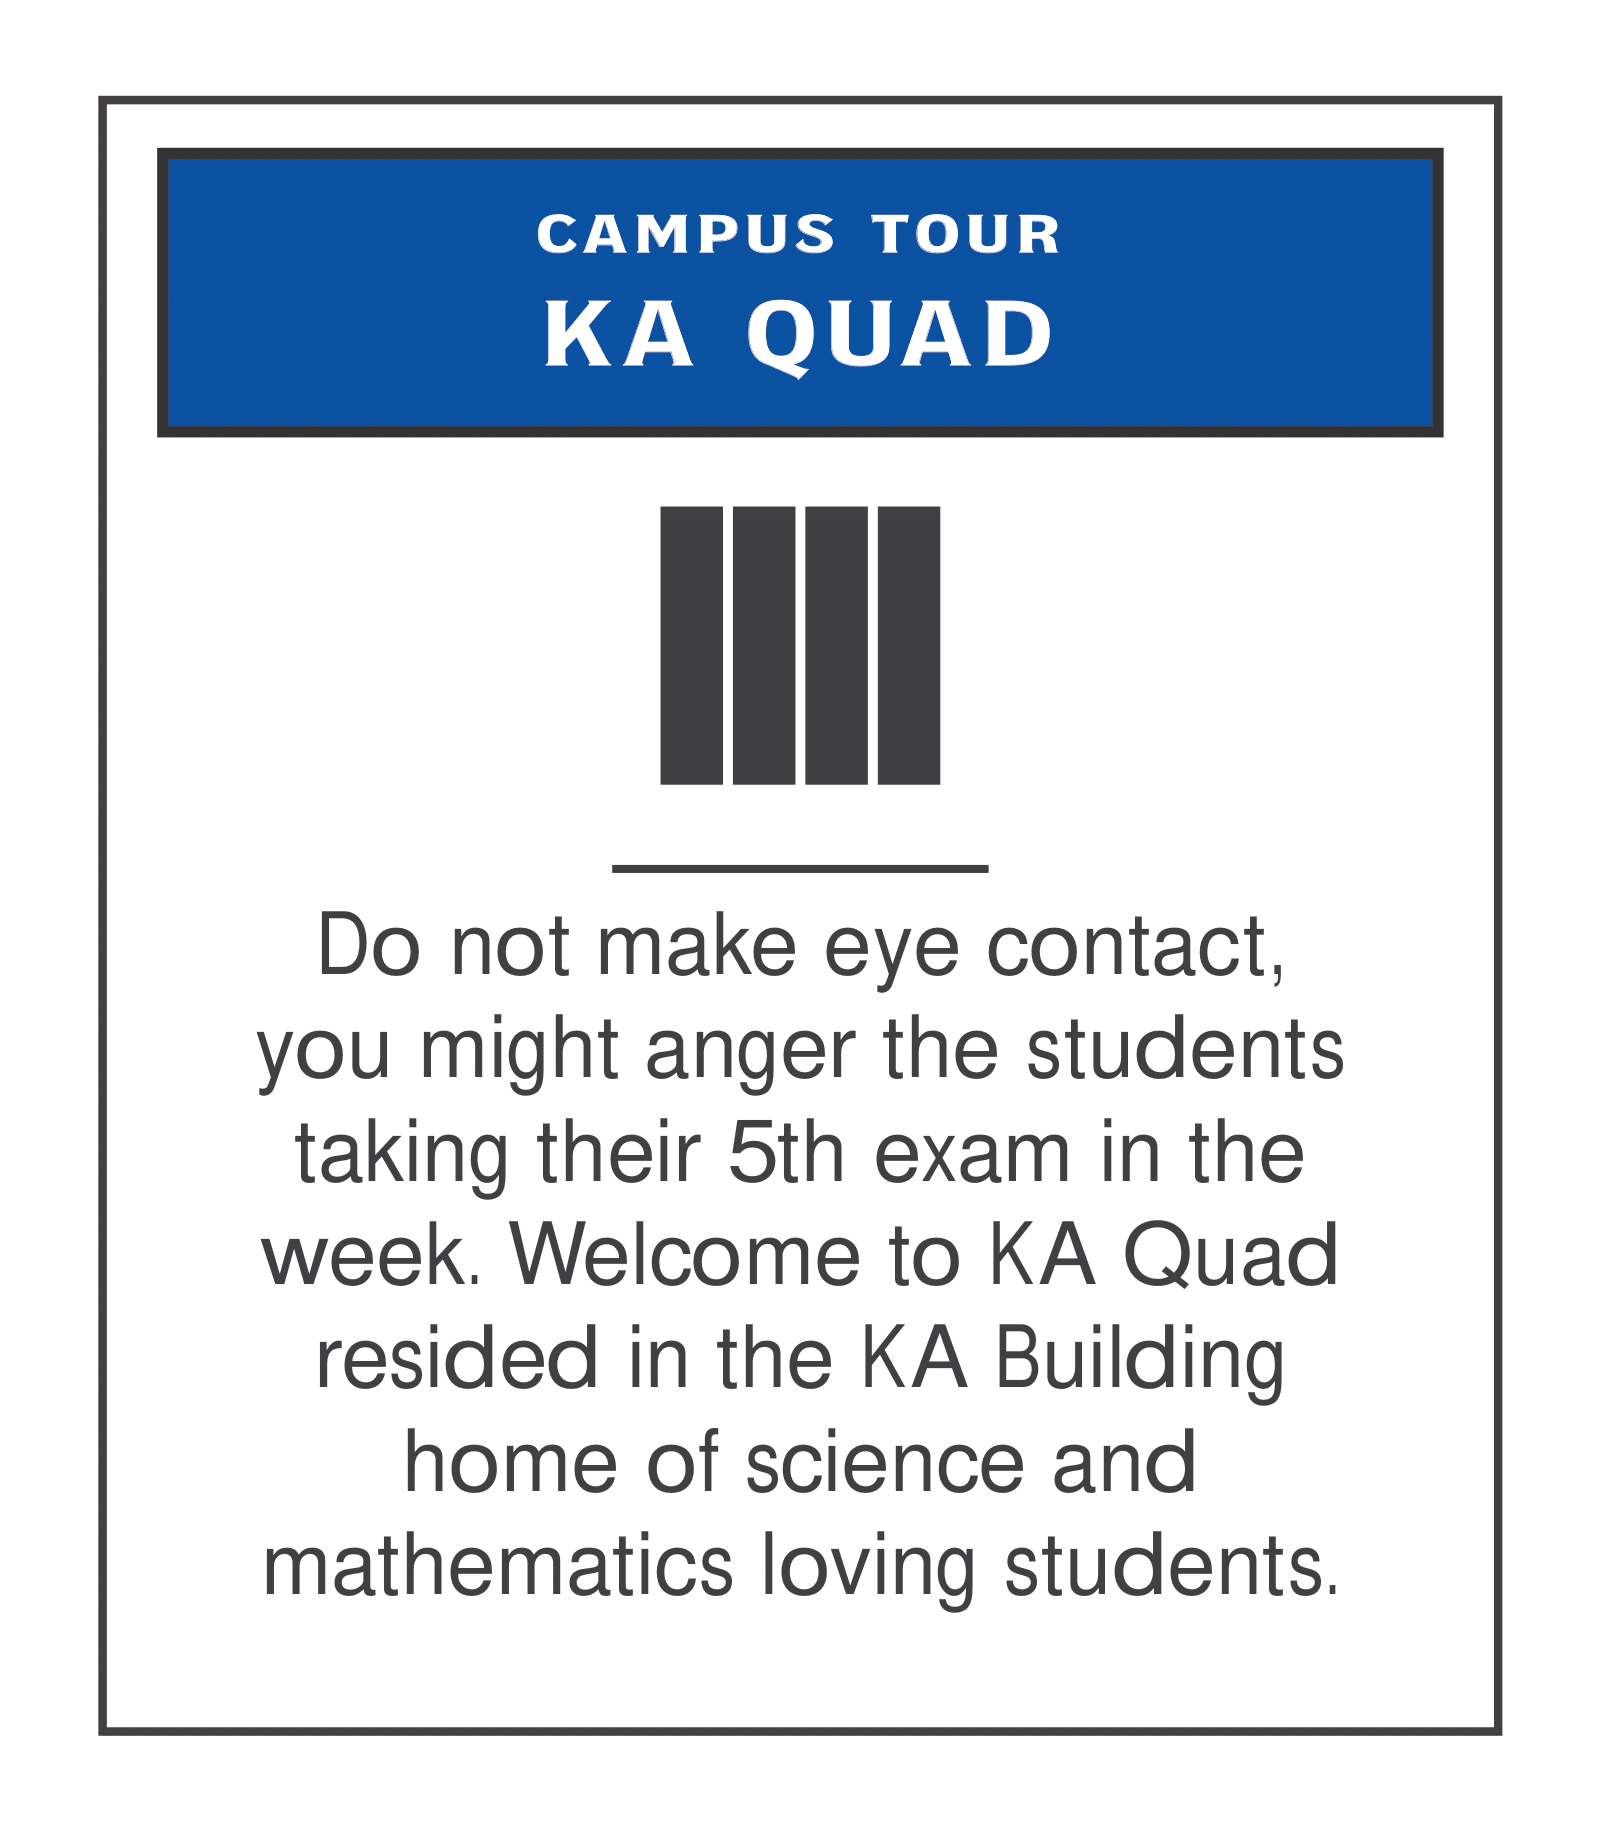 CAMPUS TOUR
KA QUAD
Do not make eye contact,
you might anger the students
taking their 5th exam in the
week. Welcome to KA Quad
resided in the KA Building
home of science and
mathematics loving students.